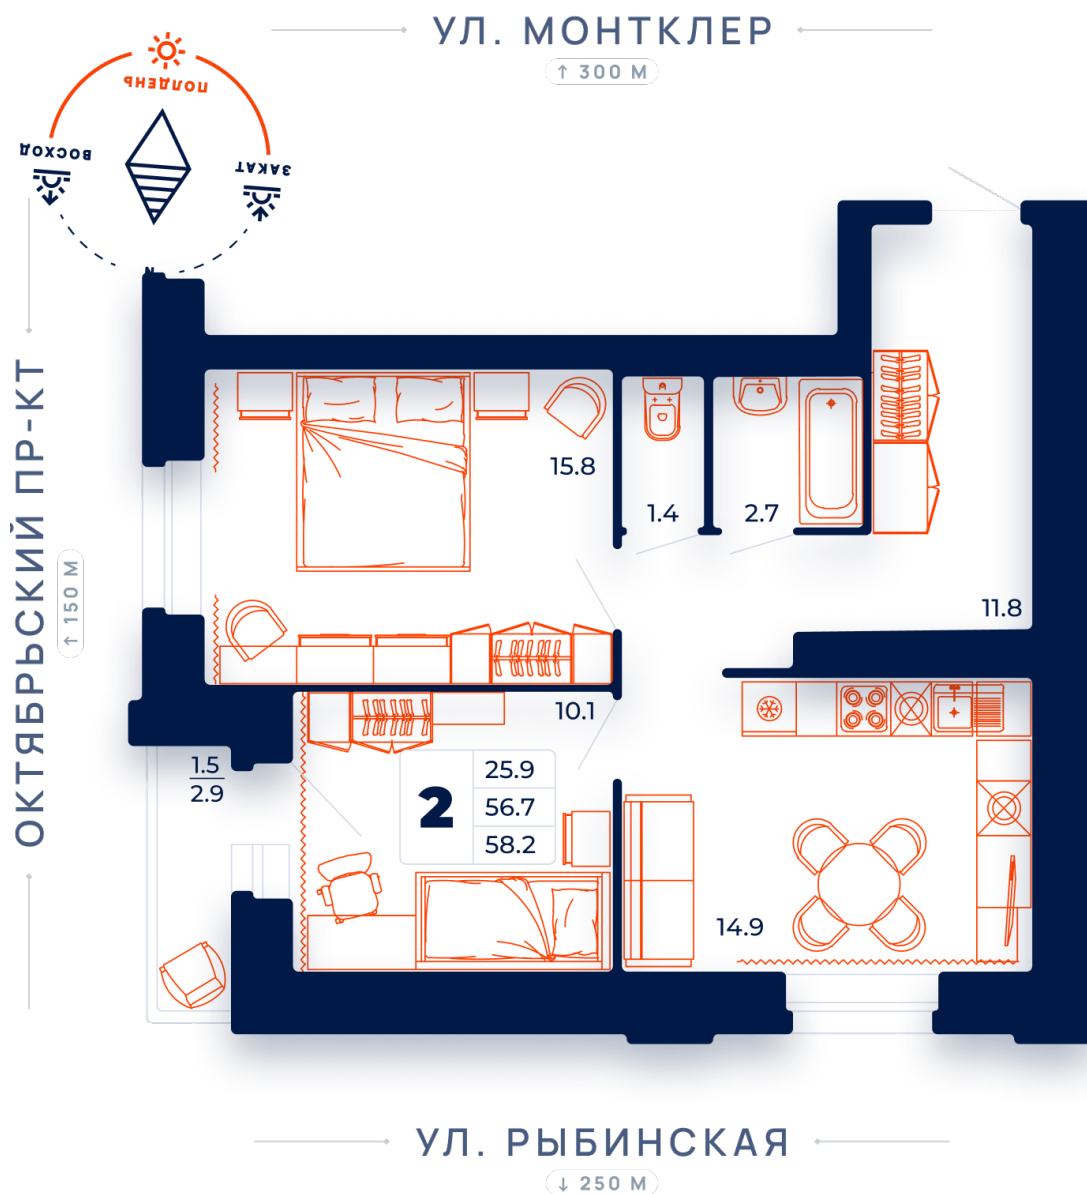 УЛ. МОНТКЛЕР
↑ 300 М
ПОЛДЕНЬ
ВОСХОД
ЗАКАТ
N
ОКТЯБРЬСКИЙ ПР-КТ
↑ 150 М
15.8
1.4
2.7
11.8
10.1
1.5
2.9
2
25.9
56.7
58.2
14.9
УЛ. РЫБИНСКАЯ
↓ 250 М